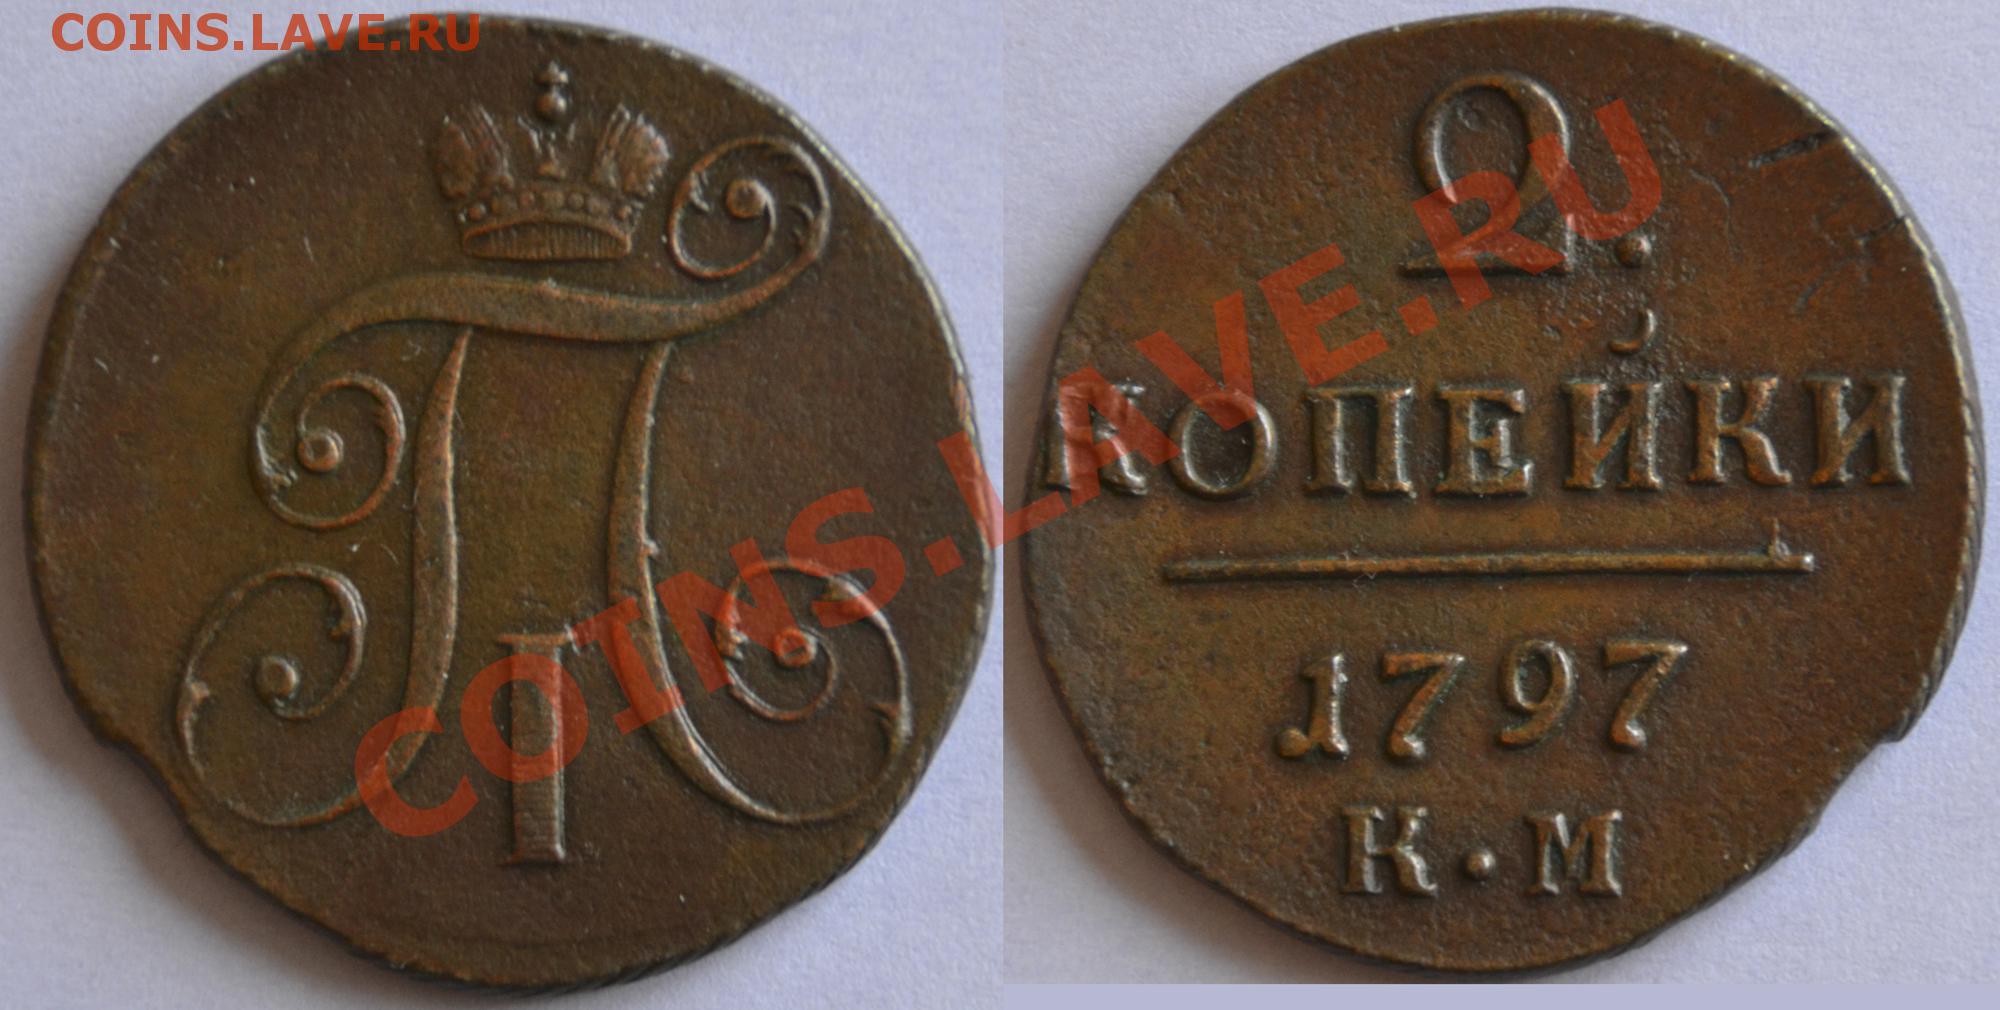 COINS.LAVE.RU
П
I
2.
КОПЕЙКИ
1797
К·М
COINS.LAVE.RU